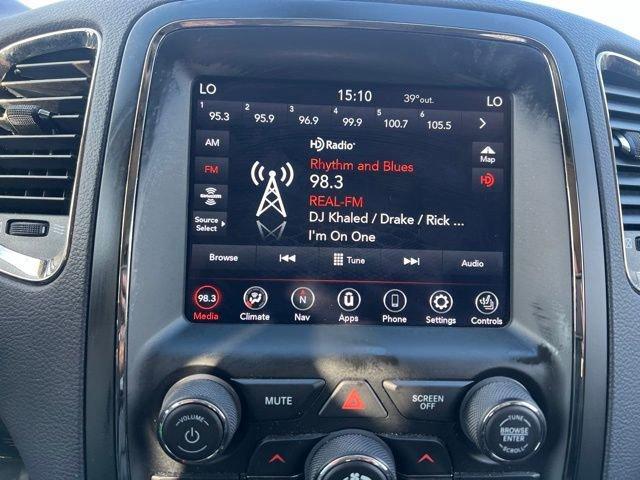 LO 15:10 39° out. LO
1 2 3 4 5 6
95.3 95.9 96.9 99.9 100.7 105.5
AM
HD Radio
Map
FM
Rhythm and Blues
98.3
HD
SiriusXM
REAL-FM
Source Select
DJ Khaled / Drake / Rick ...
I'm On One
Browse Tune Audio
98.3 N
Media Climate Nav Apps Phone Settings Controls
VOLUME
MUTE
SCREEN OFF
TUNE
BROWSE
ENTER
SCROLL